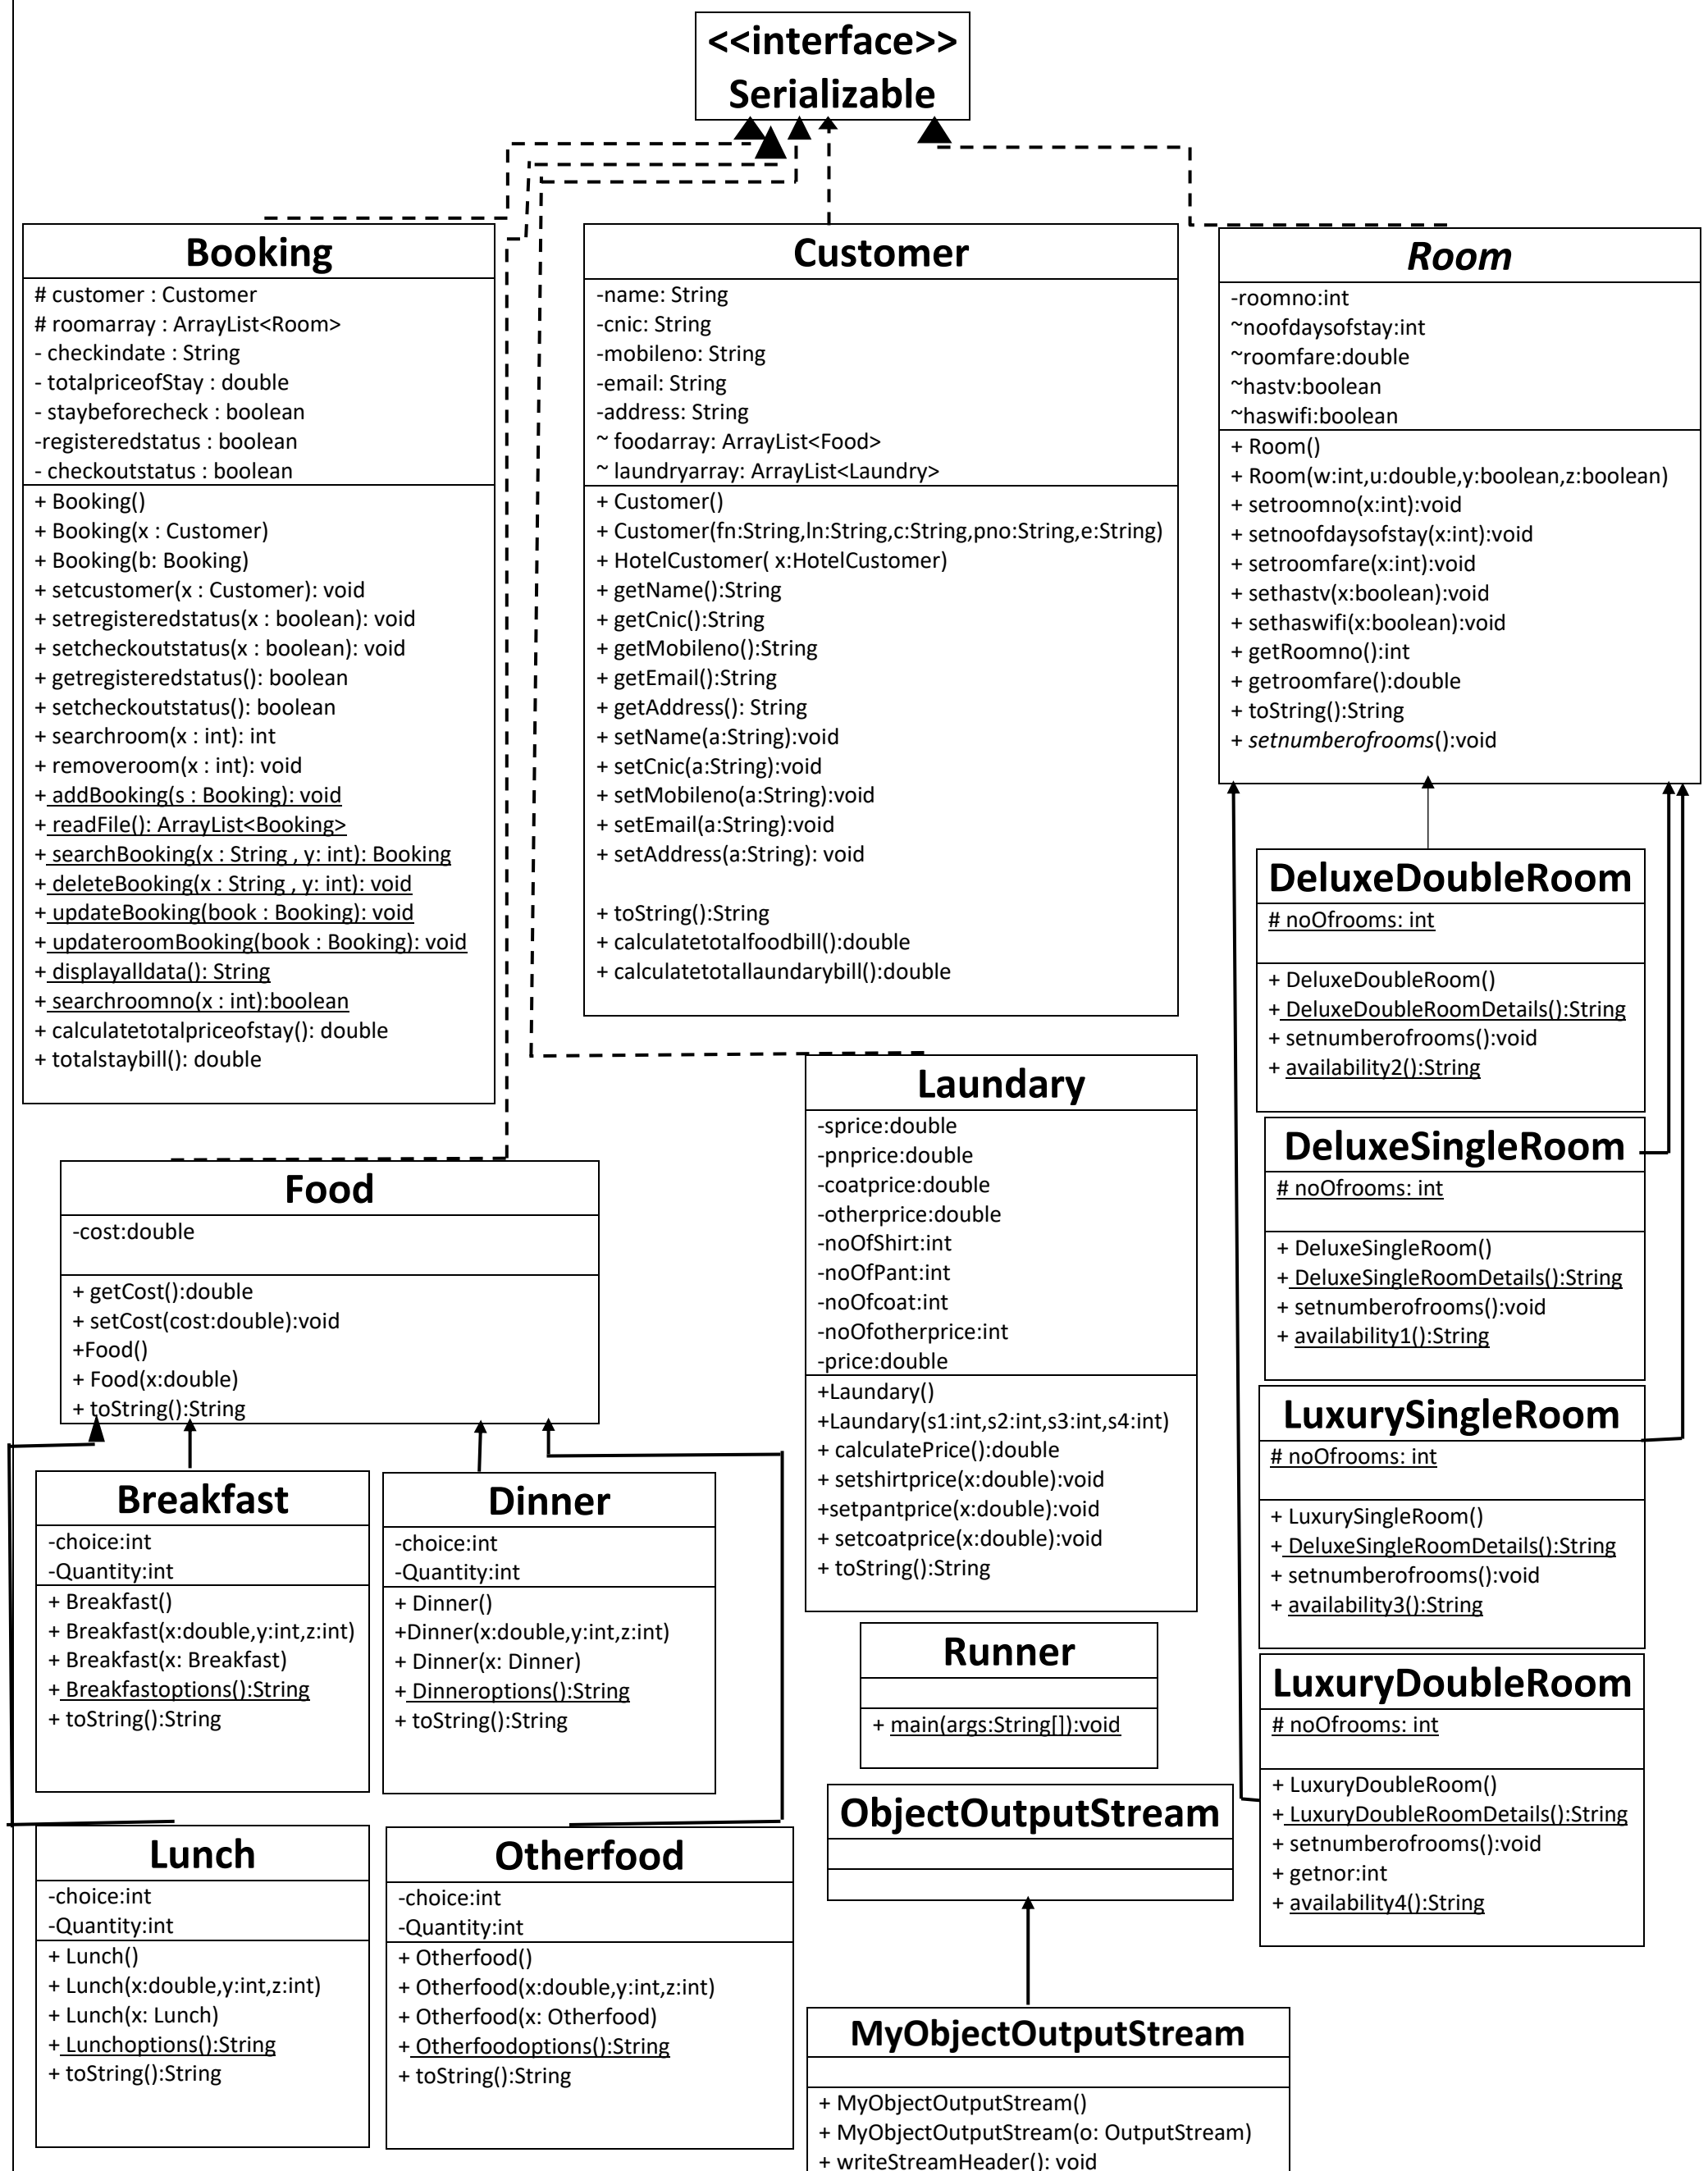 <<interface>>
Serializable
Booking
# customer : Customer
# roomarray : ArrayList<Room>
- checkindate : String
- totalpriceofStay : double
- staybeforecheck : boolean
-registeredstatus : boolean
- checkoutstatus : boolean
+ Booking()
+ Booking(x : Customer)
+ Booking(b: Booking)
+ setcustomer(x : Customer): void
+ setregisteredstatus(x : boolean): void
+ setcheckoutstatus(x : boolean): void
+ getregisteredstatus(): boolean
+ setcheckoutstatus(): boolean
+ searchroom(x : int): int
+ removeroom(x : int): void
+ addBooking(s : Booking): void
+ readFile(): ArrayList<Booking>
+ searchBooking(x : String , y: int): Booking
+ deleteBooking(x : String , y: int): void
+ updateBooking(book : Booking): void
+ updateroomBooking(book : Booking): void
+ displayalldata(): String
+ searchroomno(x : int):boolean
+ calculatetotalpriceofstay(): double
+ totalstaybill(): double
Customer
-name: String
-cnic: String
-mobileno: String
-email: String
-address: String
~ foodarray: ArrayList<Food>
~ laundryarray: ArrayList<Laundry>
+ Customer()
+ Customer(fn:String,ln:String,c:String,pno:String,e:String)
+ HotelCustomer( x:HotelCustomer)
+ getName():String
+ getCnic():String
+ getMobileno():String
+ getEmail():String
+ getAddress(): String
+ setName(a:String):void
+ setCnic(a:String):void
+ setMobileno(a:String):void
+ setEmail(a:String):void
+ setAddress(a:String): void
+ toString():String
+ calculatetotalfoodbill():double
+ calculatetotallaundarybill():double
Room
-roomno:int
~noofdaysofstay:int
~roomfare:double
~hastv:boolean
~haswifi:boolean
+ Room()
+ Room(w:int,u:double,y:boolean,z:boolean)
+ setroomno(x:int):void
+ setnoofdaysofstay(x:int):void
+ setroomfare(x:int):void
+ sethastv(x:boolean):void
+ sethaswifi(x:boolean):void
+ getRoomno():int
+ getroomfare():double
+ toString():String
+ setnumberofrooms():void
DeluxeDoubleRoom
# noOfrooms: int
+ DeluxeDoubleRoom()
+ DeluxeDoubleRoomDetails():String
+ setnumberofrooms():void
+ availability2():String
DeluxeSingleRoom
# noOfrooms: int
+ DeluxeSingleRoom()
+ DeluxeSingleRoomDetails():String
+ setnumberofrooms():void
+ availability1():String
LuxurySingleRoom
# noOfrooms: int
+ LuxurySingleRoom()
+ DeluxeSingleRoomDetails():String
+ setnumberofrooms():void
+ availability3():String
LuxuryDoubleRoom
# noOfrooms: int
+ LuxuryDoubleRoom()
+ LuxuryDoubleRoomDetails():String
+ setnumberofrooms():void
+ getnor:int
+ availability4():String
Laundary
-sprice:double
-pnprice:double
-coatprice:double
-otherprice:double
-noOfShirt:int
-noOfPant:int
-noOfcoat:int
-noOfotherprice:int
-price:double
+Laundary()
+Laundary(s1:int,s2:int,s3:int,s4:int)
+ calculatePrice():double
+ setshirtprice(x:double):void
+setpantprice(x:double):void
+ setcoatprice(x:double):void
+ toString():String
Food
-cost:double
+ getCost():double
+ setCost(cost:double):void
+Food()
+ Food(x:double)
+ toString():String
Breakfast
-choice:int
-Quantity:int
+ Breakfast()
+ Breakfast(x:double,y:int,z:int)
+ Breakfast(x: Breakfast)
+ Breakfastoptions():String
+ toString():String
Dinner
-choice:int
-Quantity:int
+ Dinner()
+Dinner(x:double,y:int,z:int)
+ Dinner(x: Dinner)
+ Dinneroptions():String
+ toString():String
Runner
+ main(args:String[]):void
Lunch
-choice:int
-Quantity:int
+ Lunch()
+ Lunch(x:double,y:int,z:int)
+ Lunch(x: Lunch)
+ Lunchoptions():String
+ toString():String
Otherfood
-choice:int
-Quantity:int
+ Otherfood()
+ Otherfood(x:double,y:int,z:int)
+ Otherfood(x: Otherfood)
+ Otherfoodoptions():String
+ toString():String
ObjectOutputStream
MyObjectOutputStream
+ MyObjectOutputStream()
+ MyObjectOutputStream(o: OutputStream)
+ writeStreamHeader(): void